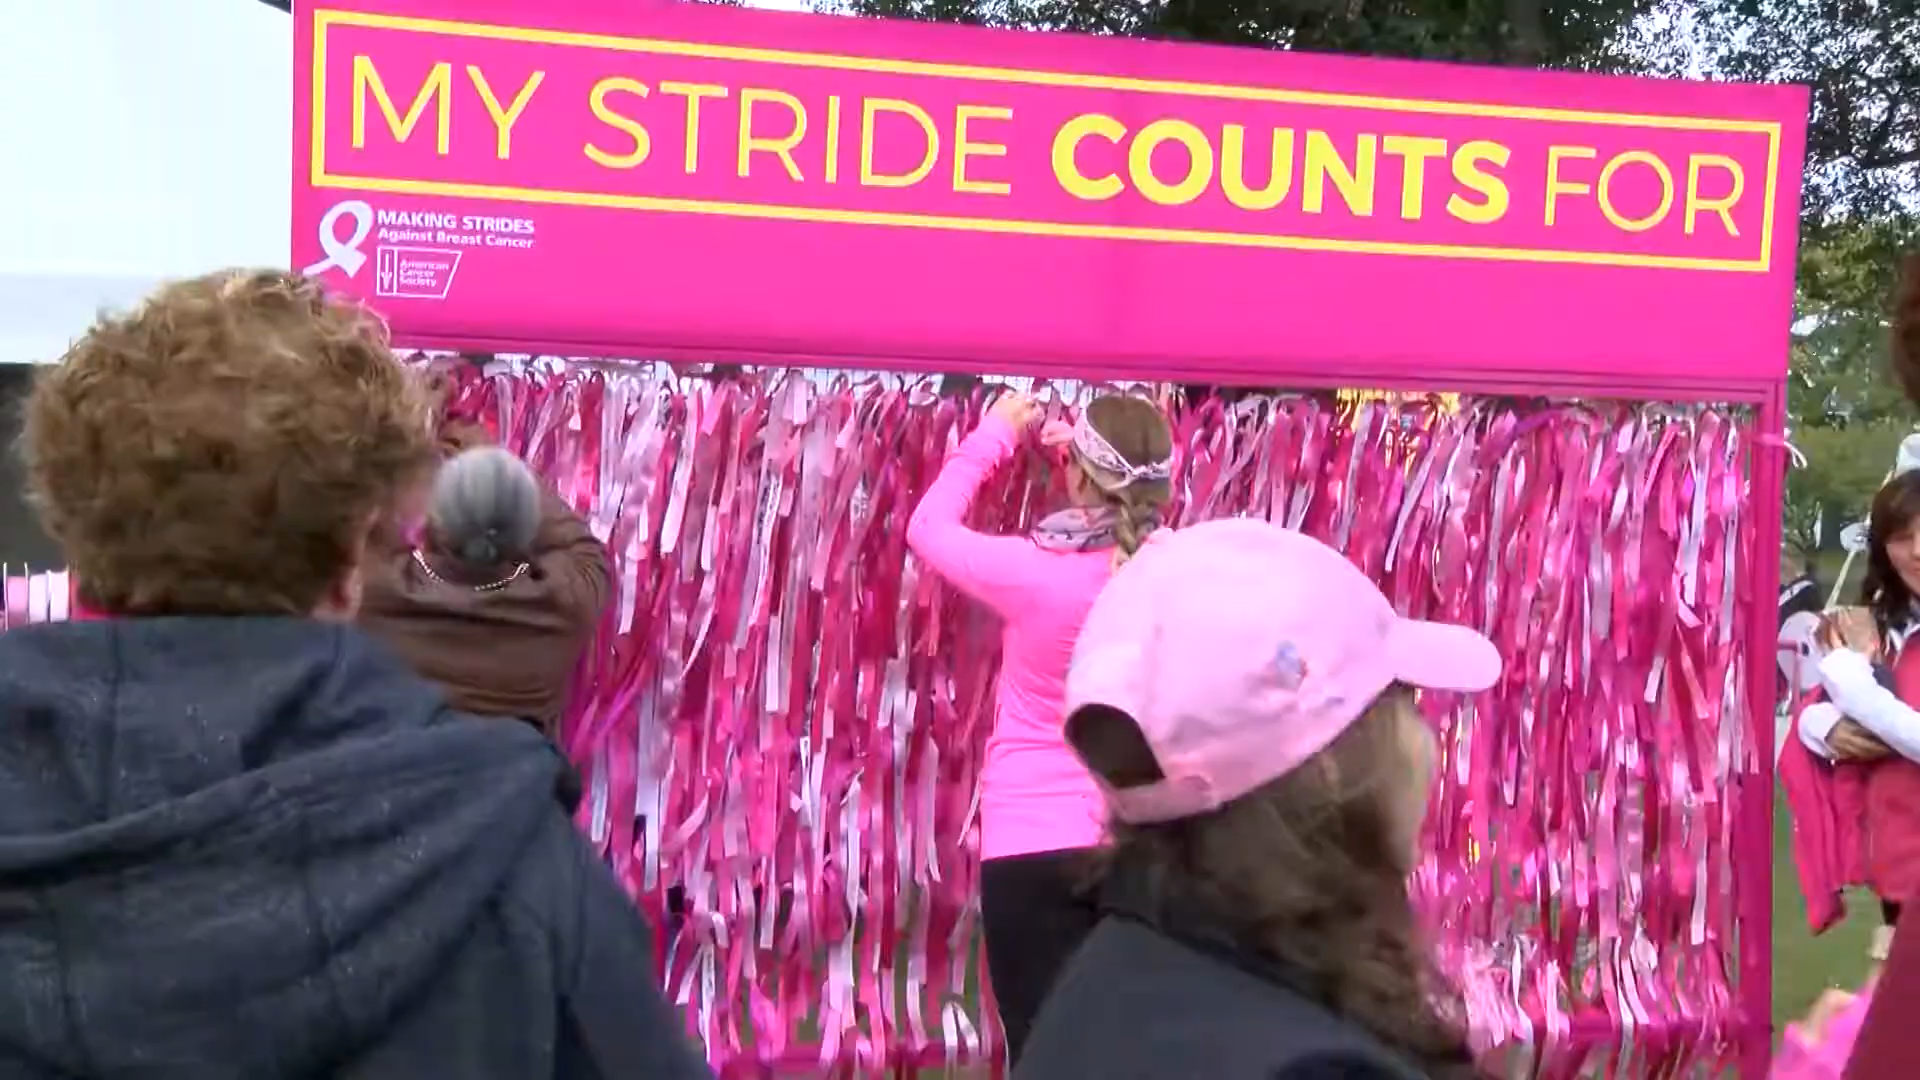 MY STRIDE COUNTS FOR
MAKING STRIDES
Against Breast Cancer
American
Cancer
Society